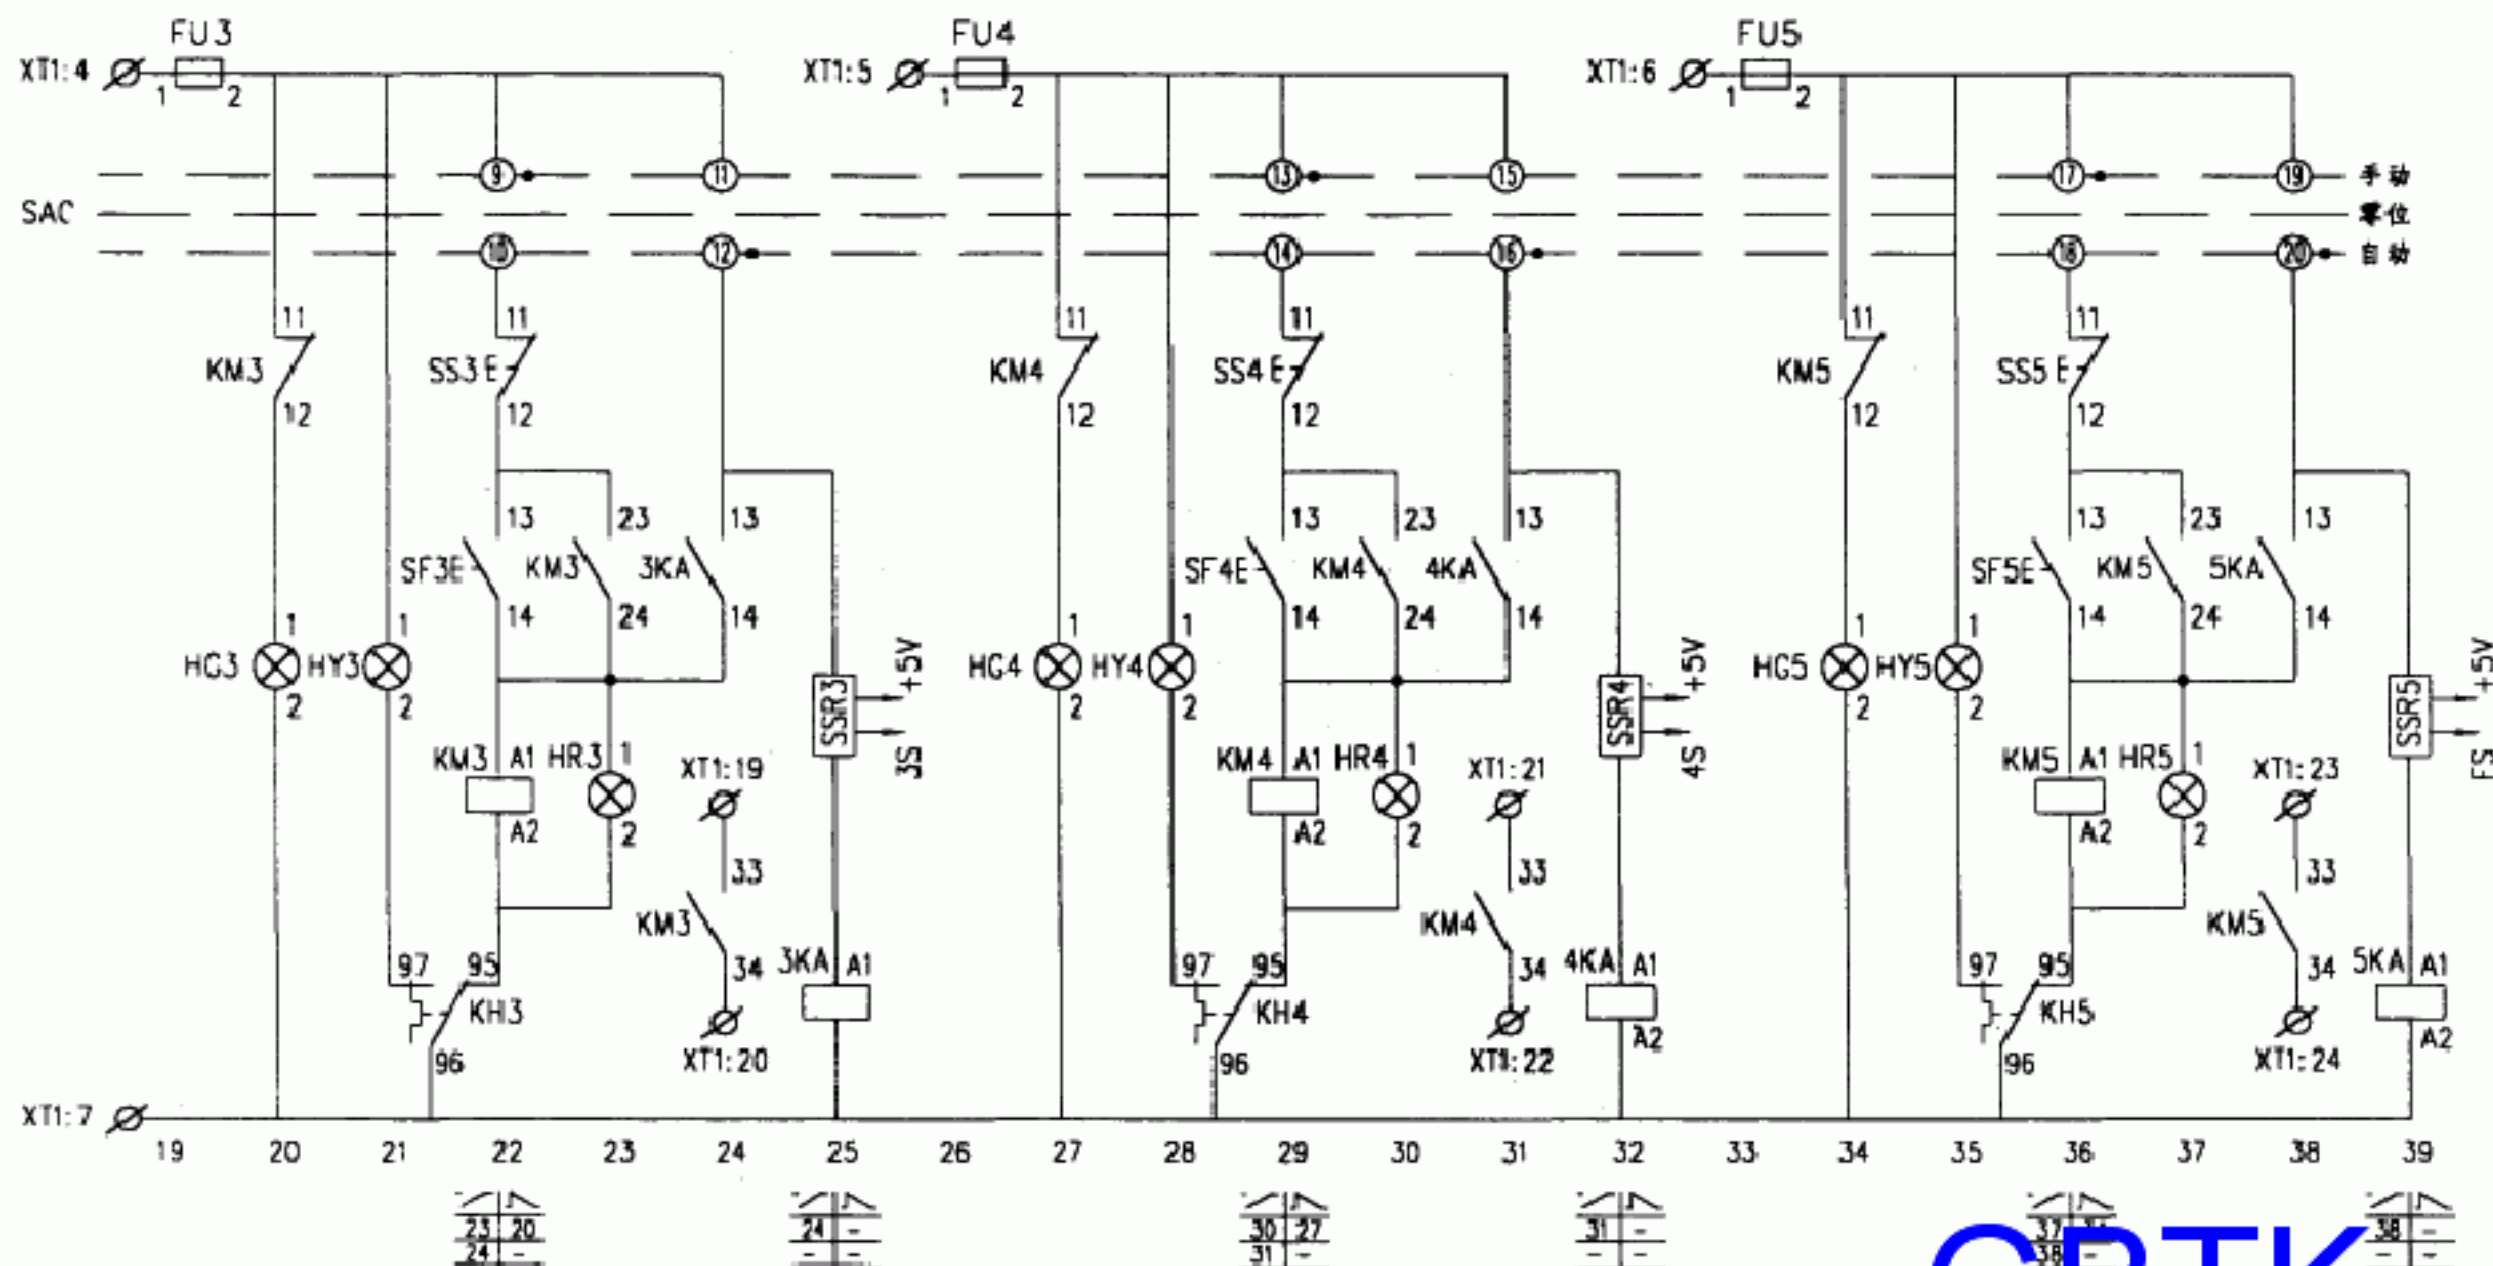 FU3 FU4 FU5
XT1:4 XT1:5 XT1:6
1 2 1 2 1 2
9 11 13 15 17 19 手动
SAC 零位
10 12 14 16 18 20 自动
11 11 11 11 11 11
KM3 SS3 E KM4 SS4 E KM5 SS5 E
12 12 12 12 12 12
13 23 13 13 23 13 13 23 13
SF3E KM3 3KA SF4E KM4 4KA SF5E KM5 5KA
14 24 14 14 24 14 14 24 14
1 1 1 1 1 1
HG3 HY3 SSR3 +5V HG4 HY4 SSR4 +5V HG5 HY5 SSR5 +5V
2 2 2 2 2 2
3S 4S FS
KM3 A1 HR3 1 XT1:19 KM4 A1 HR4 1 XT1:21 KM5 A1 HR5 1 XT1:23
A2 2 A2 2 A2 2
33 33 33
KM3 KM4 KM5
97 95 34 3KA A1 97 95 34 4KA A1 97 95 34 5KA A1
KH3 KH4 KH5
A2 A2
96 XT1:20 96 XT1:22 96 XT1:24
XT1:7
19 20 21 22 23 24 25 26 27 28 29 30 31 32 33 34 35 36 37 38 39
23 20 24 - 30 27 31 - 37 38 -
24 - - - 31 - - - 38 - - -